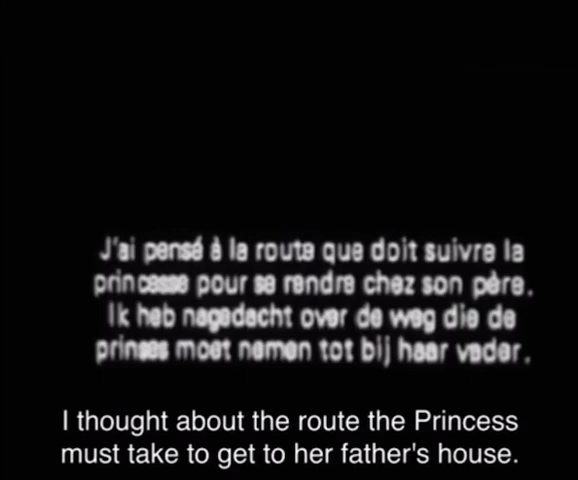 J'ai pensé à la route que doit suivre la
princesse pour se rendre chez son père.
Ik heb nagedacht over de weg die de
prinses moet nemen tot bij haar vader.
I thought about the route the Princess
must take to get to her father's house.